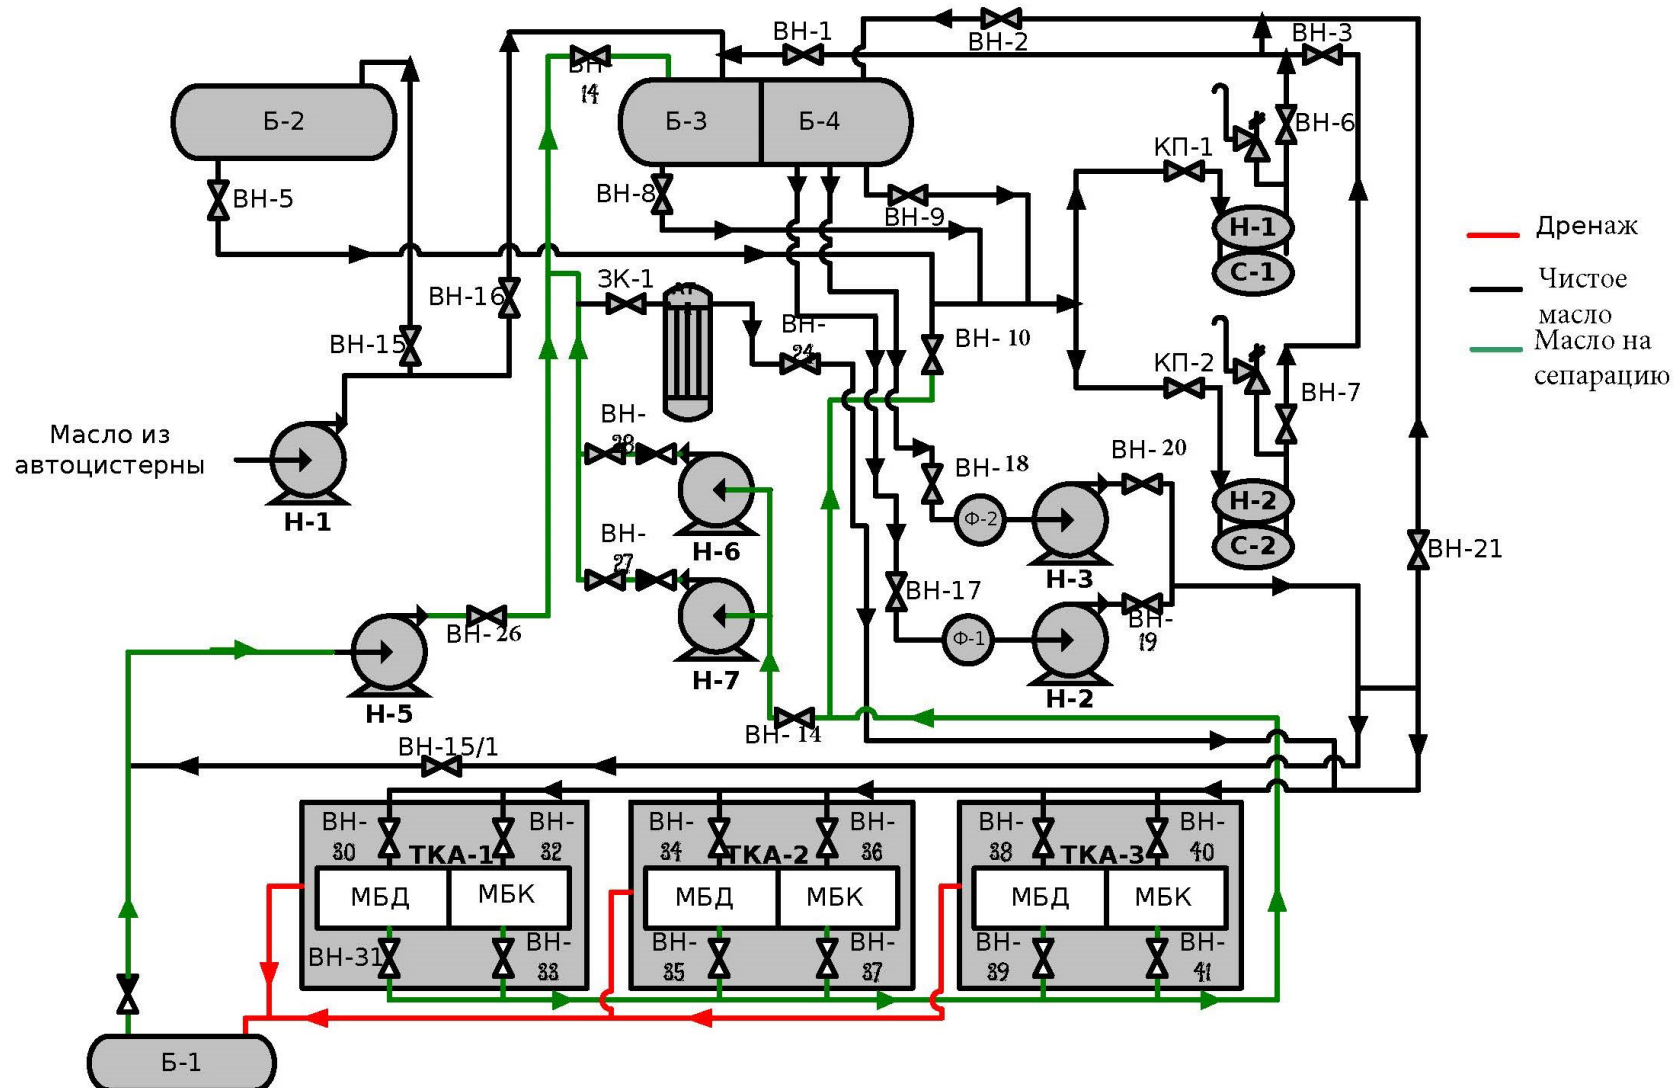 ВН-1
ВН-2
ВН-3
ВН-
14
Б-2
Б-3
Б-4
ВН-6
КП-1
ВН-5
ВН-8
ВН-9
Н-1
С-1
Дренаж
Чистое
масло
Масло на
сепарацию
ЗК-1
ВН-16
ВН-15
ВН-
24
ВН- 10
КП-2
ВН-7
ВН-
28
Масло из
автоцистерны
Н-1
ВН- 18
ВН- 20
Н-2
С-2
Ф-2
Н-6
Н-3
ВН-21
ВН-
27
ВН-17
ВН- 26
Ф-1
ВН-
19
Н-7
Н-2
Н-5
ВН- 14
ВН-15/1
ВН-
30
ВН-
32
ТКА-1
МБД
МБК
ВН-31
ВН-
33
ВН-
34
ВН-
36
ТКА-2
МБД
МБК
ВН-
35
ВН-
37
ВН-
38
ВН-
40
ТКА-3
МБД
МБК
ВН-
39
ВН-
41
Б-1